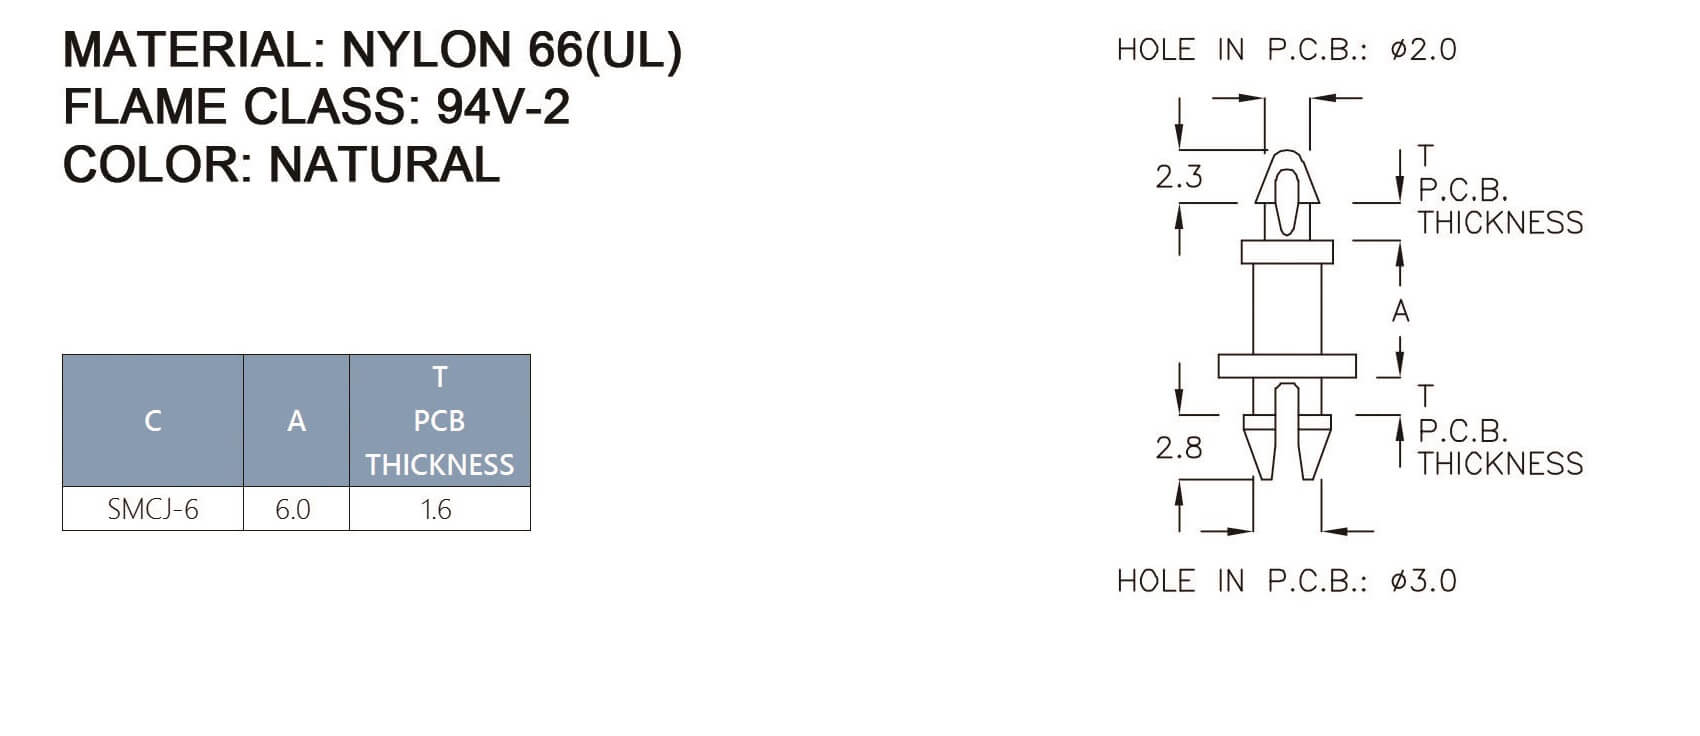 MATERIAL: NYLON 66(UL)
FLAME CLASS: 94V-2
COLOR: NATURAL
C
A
T
PCB
THICKNESS
SMCJ-6
6.0
1.6
HOLE IN P.C.B.: ø2.0
2.3
T
P.C.B.
THICKNESS
A
2.8
T
P.C.B.
THICKNESS
HOLE IN P.C.B.: ø3.0